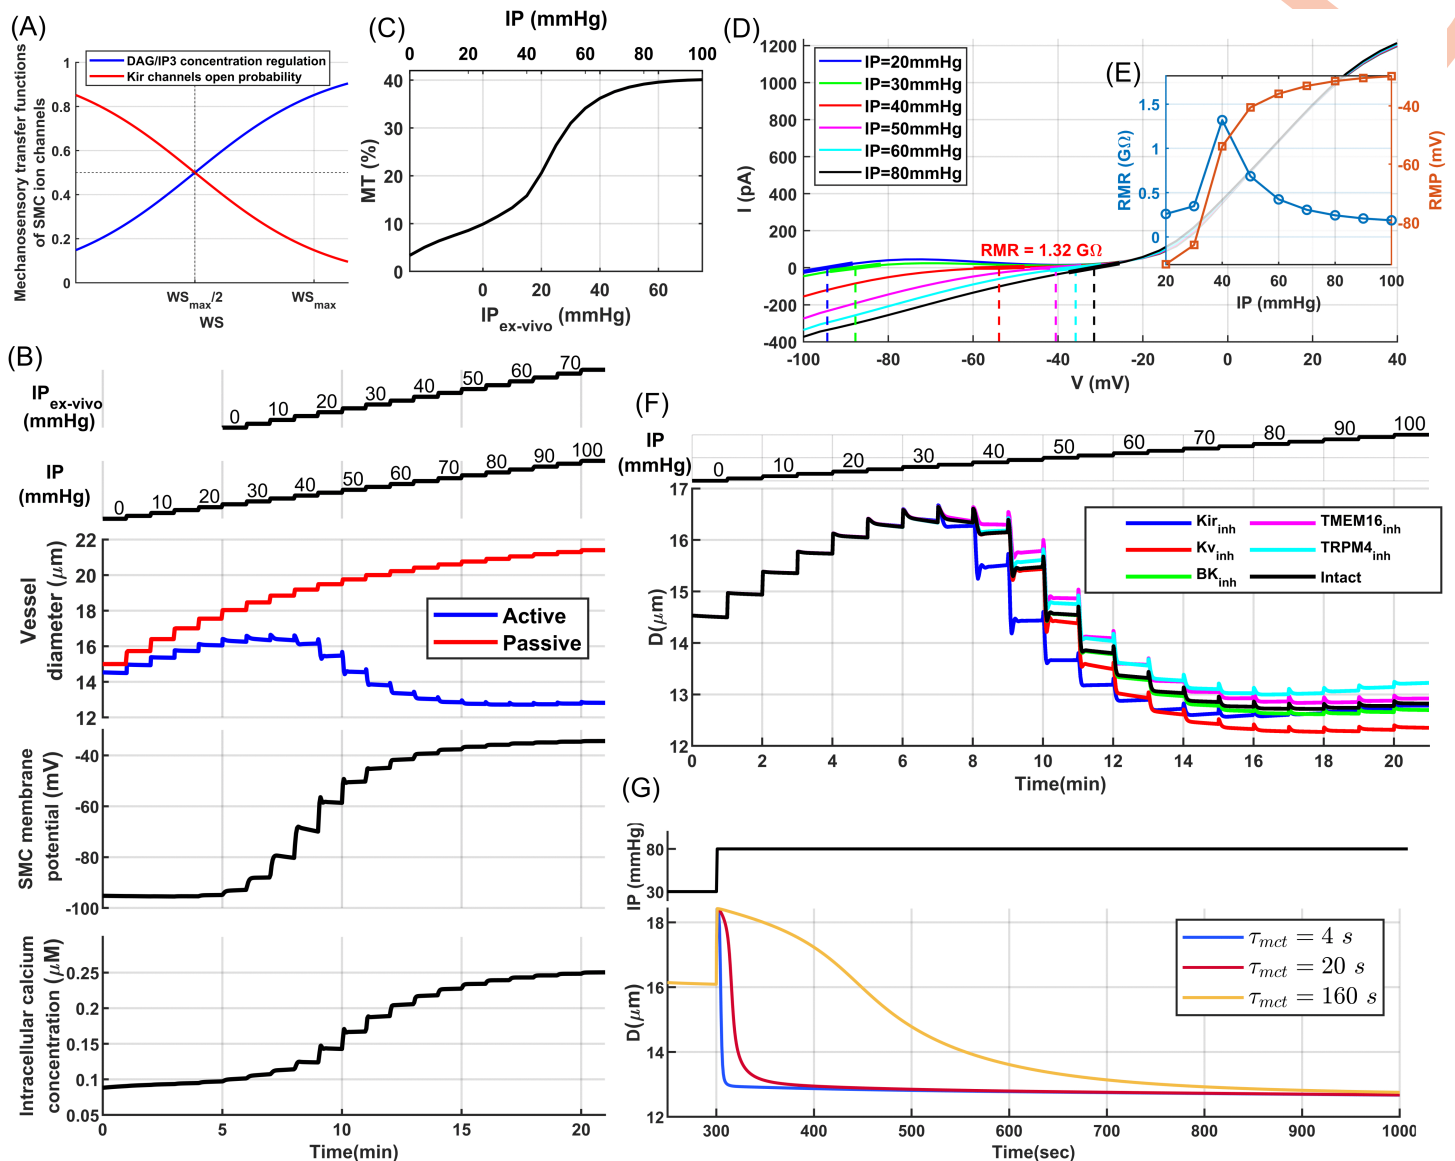 (A)
DAG/IP3 concentration regulation
Kir channels open probability
Mechanosensory transfer functions
of SMC ion channels
1
0.8
0.6
0.4
0.2
0
WSmax/2
WSmax
WS
(C)
IP (mmHg)
0 20 40 60 80 100
MT (%)
40
30
20
10
0
0 20 40 60
IPex-vivo (mmHg)
(D)
IP=20mmHg
IP=30mmHg
IP=40mmHg
IP=50mmHg
IP=60mmHg
IP=80mmHg
I (pA)
1200
1000
800
600
400
200
0
-200
-400
RMR = 1.32 GΩ
-100 -80 -60 -40 -20 0 20 40
V (mV)
(E)
RMR (GΩ)
1.5
1
0.5
0
RMP (mV)
-40
-60
-80
20 40 60 80 100
IP (mmHg)
(B)
IPex-vivo
(mmHg)
0 10 20 30 40 50 60 70
IP
(mmHg)
0 10 20 30 40 50 60 70 80 90 100
Vessel
diameter (μm)
22
20
18
16
14
12
Active
Passive
SMC membrane
potential (mV)
-40
-60
-80
-100
Intracellular calcium
concentration (μM)
0.25
0.2
0.15
0.1
0.05
0 5 10 15 20
Time(min)
(F)
IP
(mmHg)
0 10 20 30 40 50 60 70 80 90 100
D(μm)
17
16
15
14
13
12
Kirinh
Kvinh
BKinh
TMEM16inh
TRPM4inh
Intact
0 2 4 6 8 10 12 14 16 18 20
Time(min)
(G)
IP (mmHg)
80
30
D(μm)
18
16
14
12
τmct = 4 s
τmct = 20 s
τmct = 160 s
300 400 500 600 700 800 900 1000
Time(sec)